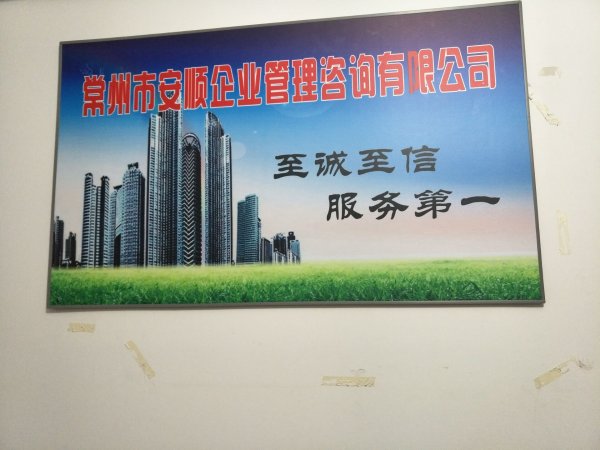 常州市安顺企业管理咨询有限公司
至诚至信
服务第一